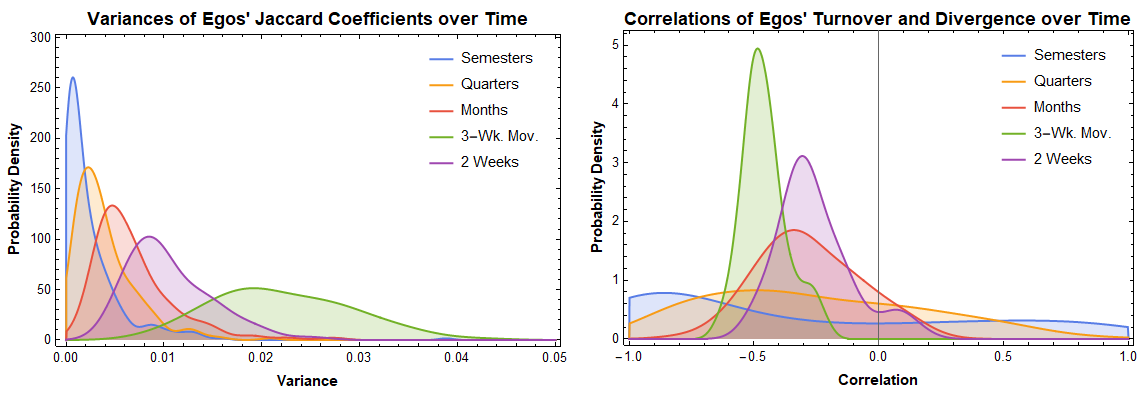 Variances of Egos' Jaccard Coefficients over Time
300
250
200
150
100
50
0
Probability Density
Semesters
Quarters
Months
3-Wk. Mov.
2 Weeks
0.00 0.01 0.02 0.03 0.04 0.05
Variance
Correlations of Egos' Turnover and Divergence over Time
5
4
3
2
1
0
Probability Density
Semesters
Quarters
Months
3-Wk. Mov.
2 Weeks
-1.0 -0.5 0.0 0.5 1.0
Correlation